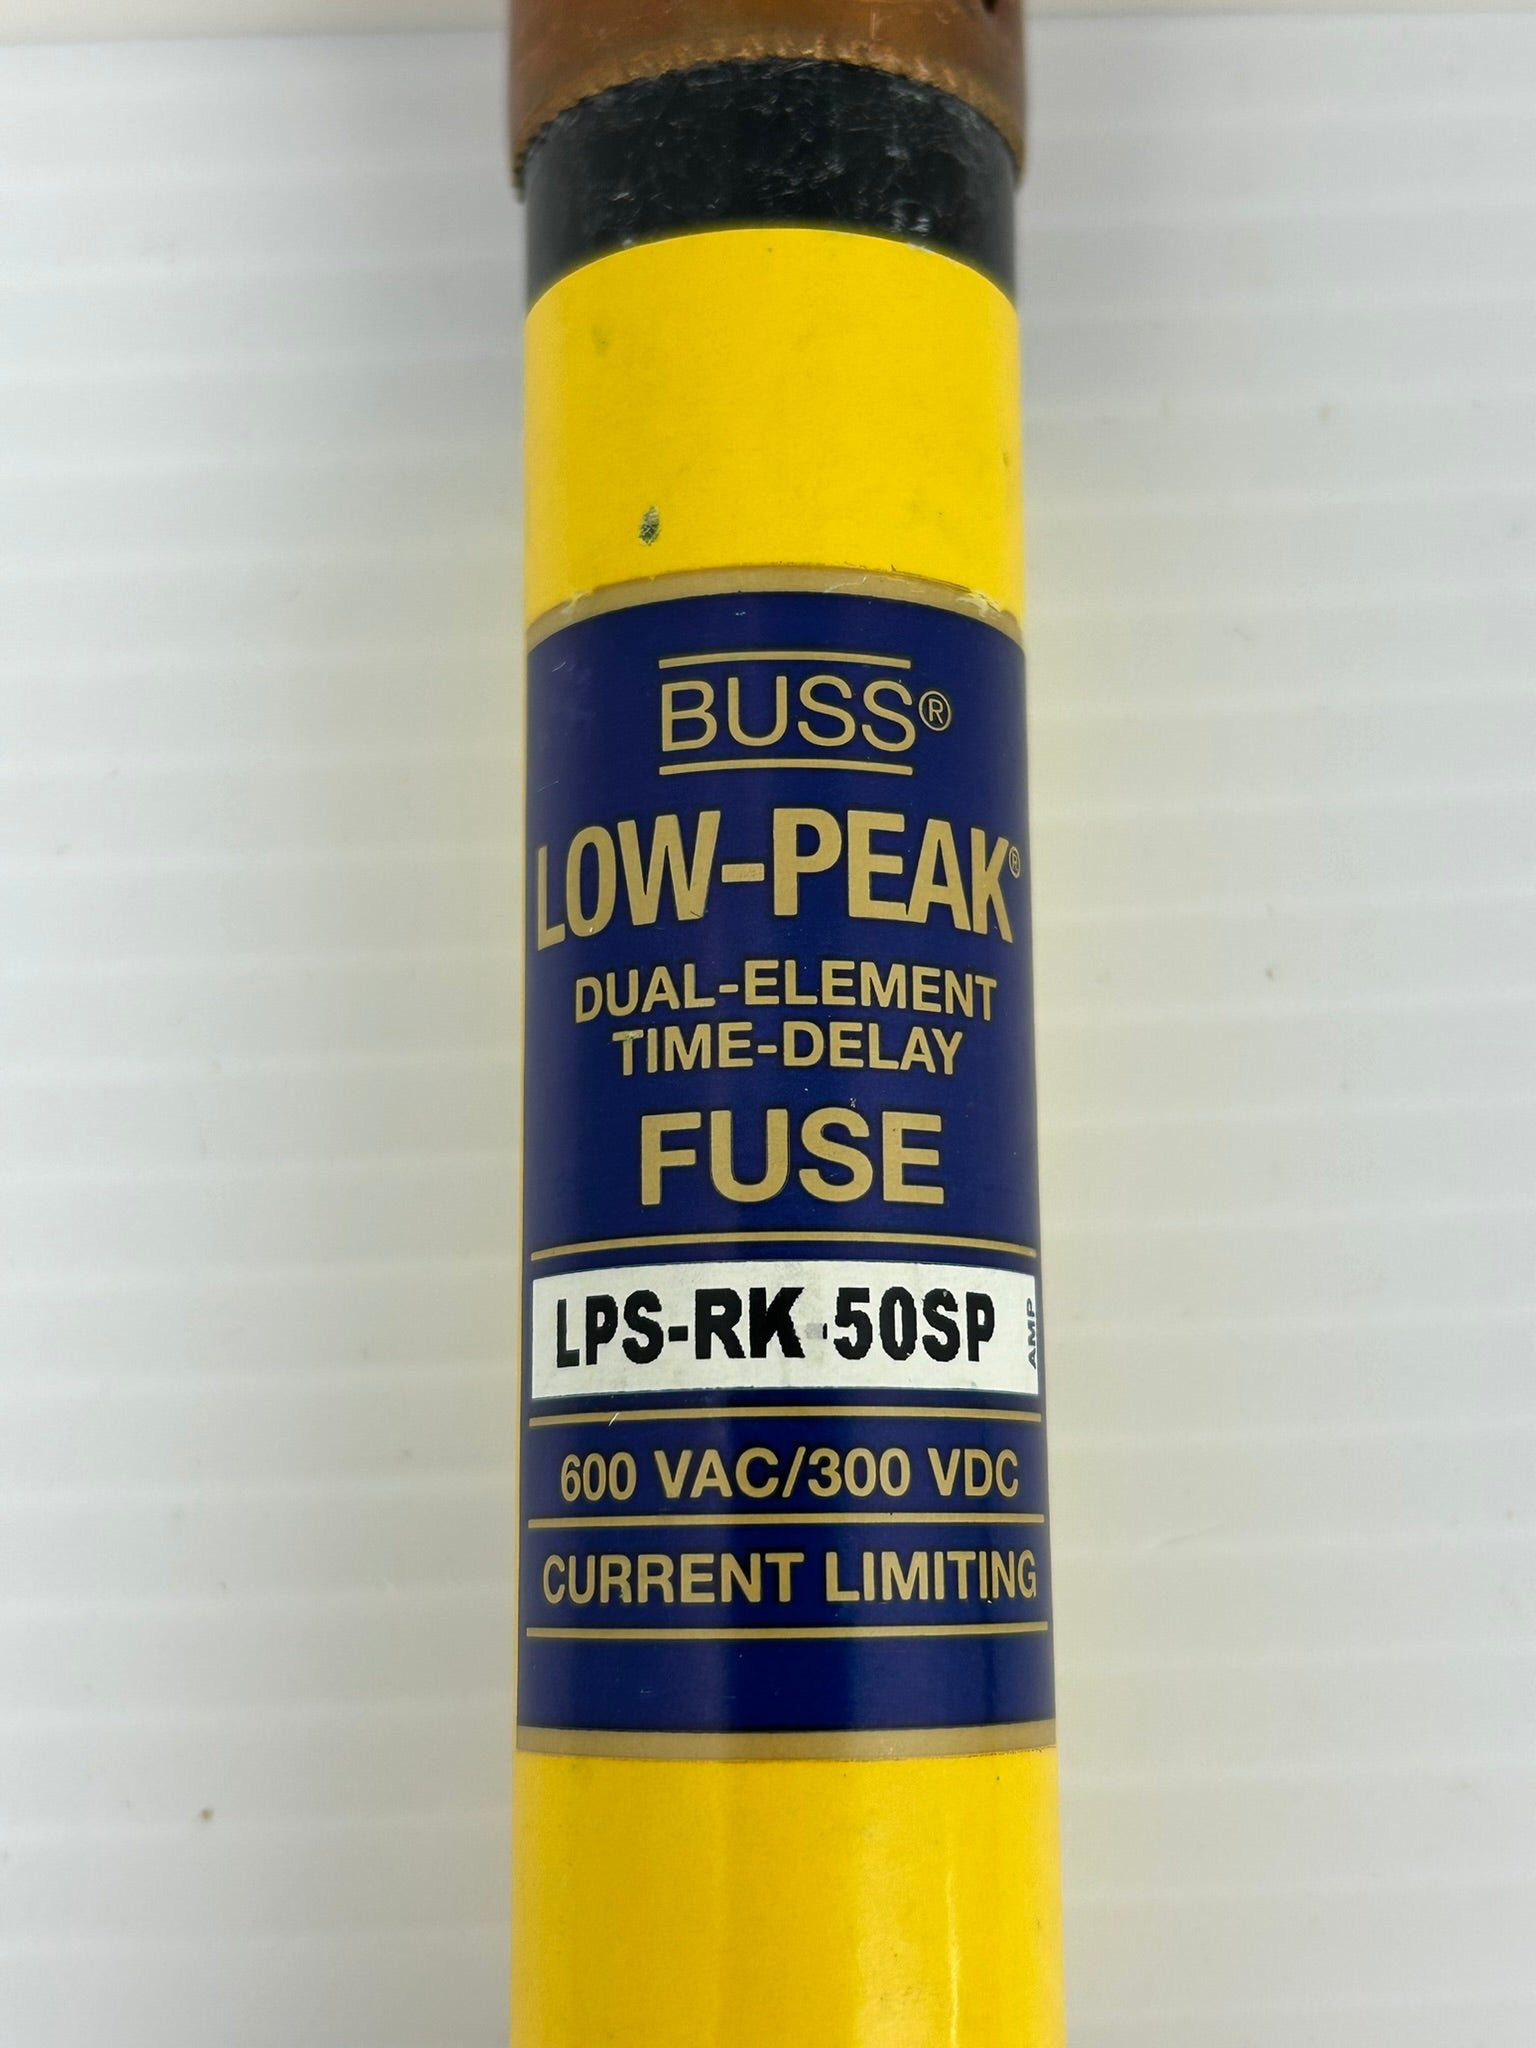 BUSS®
LOW-PEAK®
DUAL-ELEMENT
TIME-DELAY
FUSE
LPS-RK-50SP AMP
600 VAC/300 VDC
CURRENT LIMITING